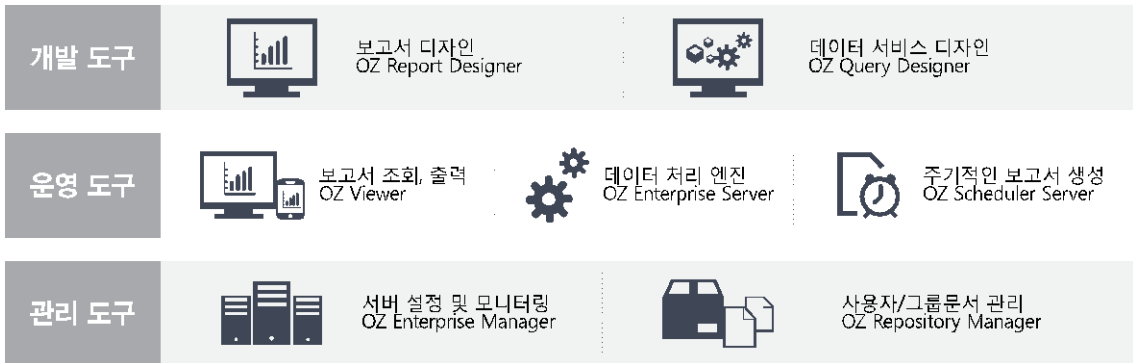 개발 도구
보고서 디자인
OZ Report Designer
데이터 서비스 디자인
OZ Query Designer
운영 도구
보고서 조회, 출력
OZ Viewer
데이터 처리 엔진
OZ Enterprise Server
주기적인 보고서 생성
OZ Scheduler Server
관리 도구
서버 설정 및 모니터링
OZ Enterprise Manager
사용자/그룹문서 관리
OZ Repository Manager